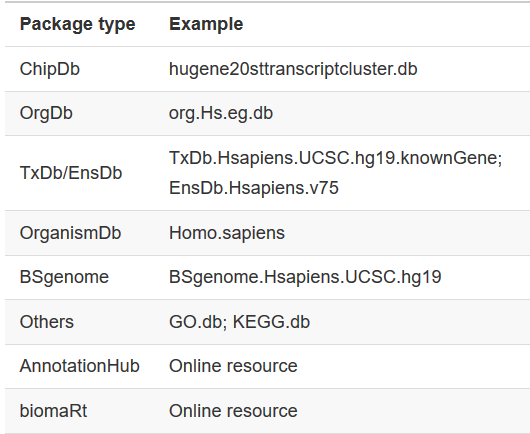 Package type Example
ChipDb hugene20sttranscriptcluster.db
OrgDb org.Hs.eg.db
TxDb/EnsDb TxDb.Hsapiens.UCSC.hg19.knownGene;
EnsDb.Hsapiens.v75
OrganismDb Homo.sapiens
BSgenome BSgenome.Hsapiens.UCSC.hg19
Others GO.db; KEGG.db
AnnotationHub Online resource
biomaRt Online resource